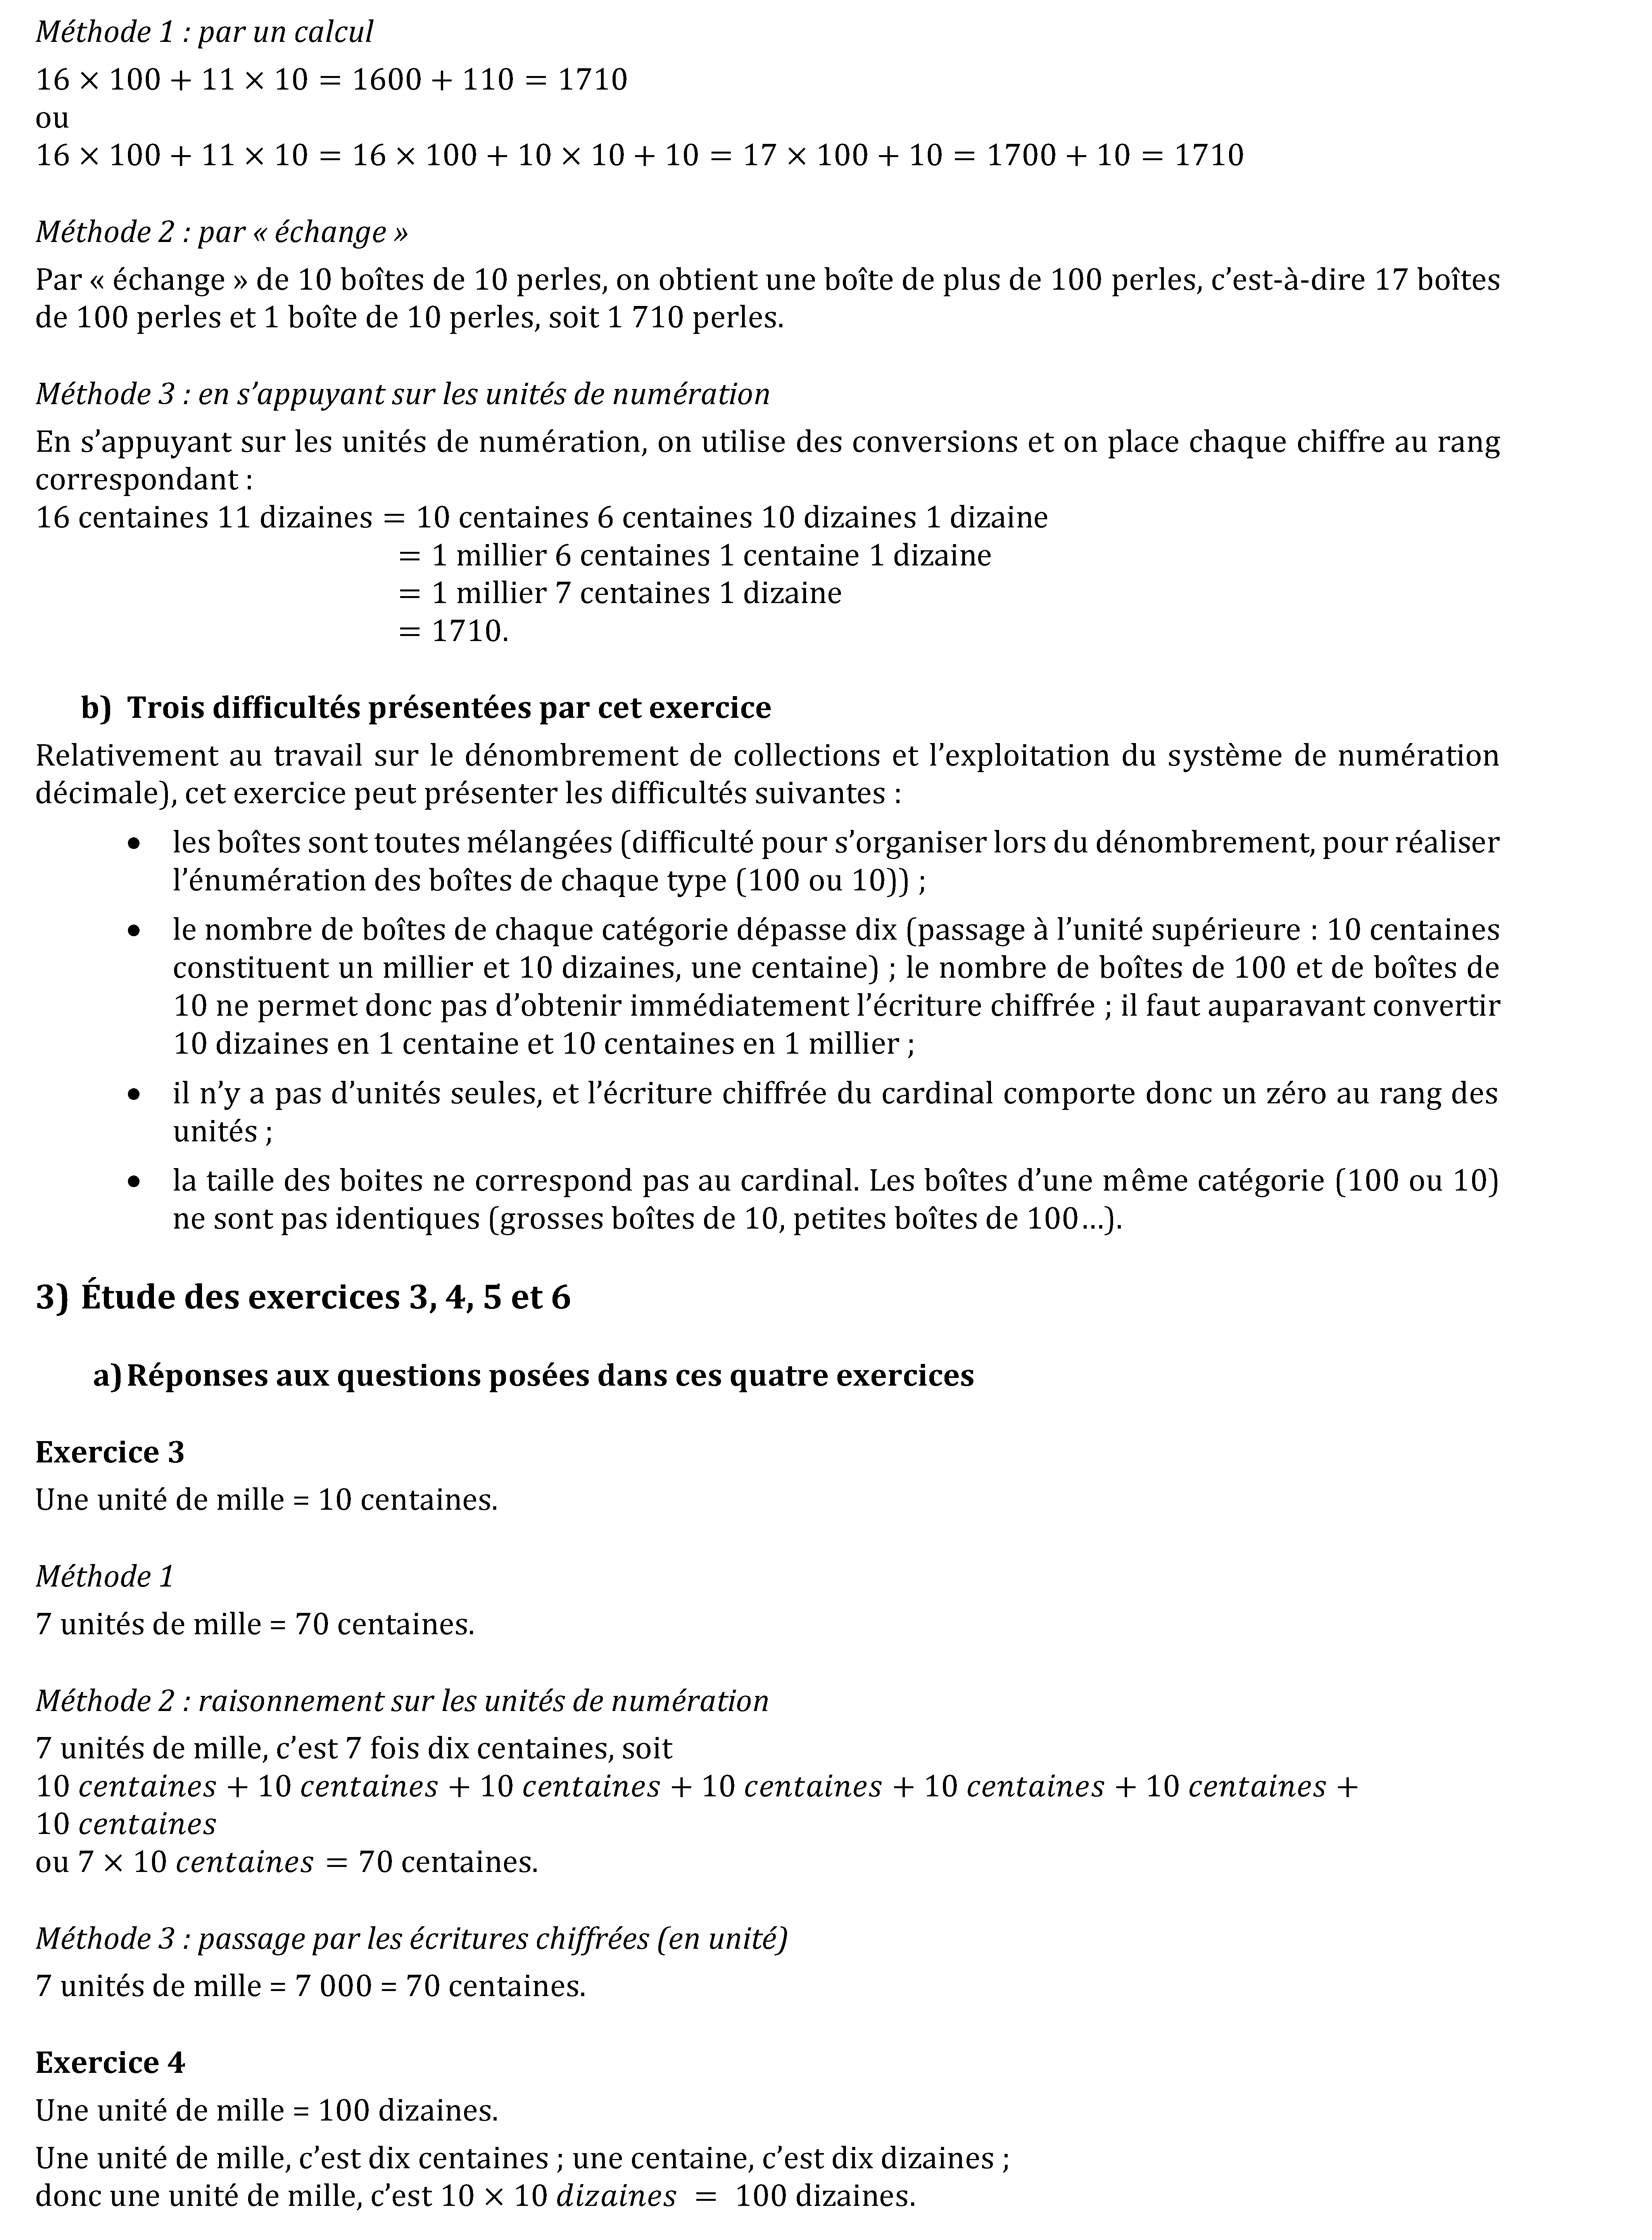 Méthode 1 : par un calcul
16 × 100 + 11 × 10 = 1600 + 110 = 1710
ou
16 × 100 + 11 × 10 = 16 × 100 + 10 × 10 + 10 = 17 × 100 + 10 = 1700 + 10 = 1710
Méthode 2 : par « échange »
Par « échange » de 10 boîtes de 10 perles, on obtient une boîte de plus de 100 perles, c’est-à-dire 17 boîtes
de 100 perles et 1 boîte de 10 perles, soit 1 710 perles.
Méthode 3 : en s’appuyant sur les unités de numération
En s’appuyant sur les unités de numération, on utilise des conversions et on place chaque chiffre au rang
correspondant :
16 centaines 11 dizaines = 10 centaines 6 centaines 10 dizaines 1 dizaine
= 1 millier 6 centaines 1 centaine 1 dizaine
= 1 millier 7 centaines 1 dizaine
= 1710.
b) Trois difficultés présentées par cet exercice
Relativement au travail sur le dénombrement de collections et l’exploitation du système de numération
décimale), cet exercice peut présenter les difficultés suivantes :
• les boîtes sont toutes mélangées (difficulté pour s’organiser lors du dénombrement, pour réaliser
l’énumération des boîtes de chaque type (100 ou 10)) ;
• le nombre de boîtes de chaque catégorie dépasse dix (passage à l’unité supérieure : 10 centaines
constituent un millier et 10 dizaines, une centaine) ; le nombre de boîtes de 100 et de boîtes de
10 ne permet donc pas d’obtenir immédiatement l’écriture chiffrée ; il faut auparavant convertir
10 dizaines en 1 centaine et 10 centaines en 1 millier ;
• il n’y a pas d’unités seules, et l’écriture chiffrée du cardinal comporte donc un zéro au rang des
unités ;
• la taille des boites ne correspond pas au cardinal. Les boîtes d’une même catégorie (100 ou 10)
ne sont pas identiques (grosses boîtes de 10, petites boîtes de 100…).
3) Étude des exercices 3, 4, 5 et 6
a) Réponses aux questions posées dans ces quatre exercices
Exercice 3
Une unité de mille = 10 centaines.
Méthode 1
7 unités de mille = 70 centaines.
Méthode 2 : raisonnement sur les unités de numération
7 unités de mille, c’est 7 fois dix centaines, soit
10 centaines + 10 centaines + 10 centaines + 10 centaines + 10 centaines + 10 centaines +
10 centaines
ou 7 × 10 centaines = 70 centaines.
Méthode 3 : passage par les écritures chiffrées (en unité)
7 unités de mille = 7 000 = 70 centaines.
Exercice 4
Une unité de mille = 100 dizaines.
Une unité de mille, c’est dix centaines ; une centaine, c’est dix dizaines ;
donc une unité de mille, c’est 10 × 10 dizaines = 100 dizaines.